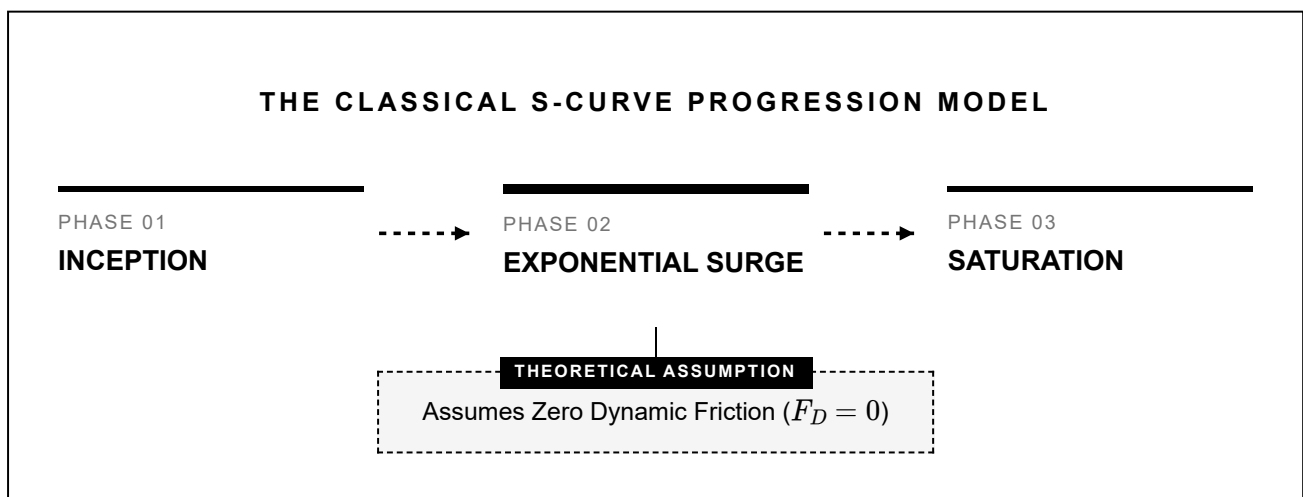 THE CLASSICAL S-CURVE PROGRESSION MODEL
PHASE 01
INCEPTION
PHASE 02
EXPONENTIAL SURGE
PHASE 03
SATURATION
THEORETICAL ASSUMPTION
Assumes Zero Dynamic Friction (F_D = 0)